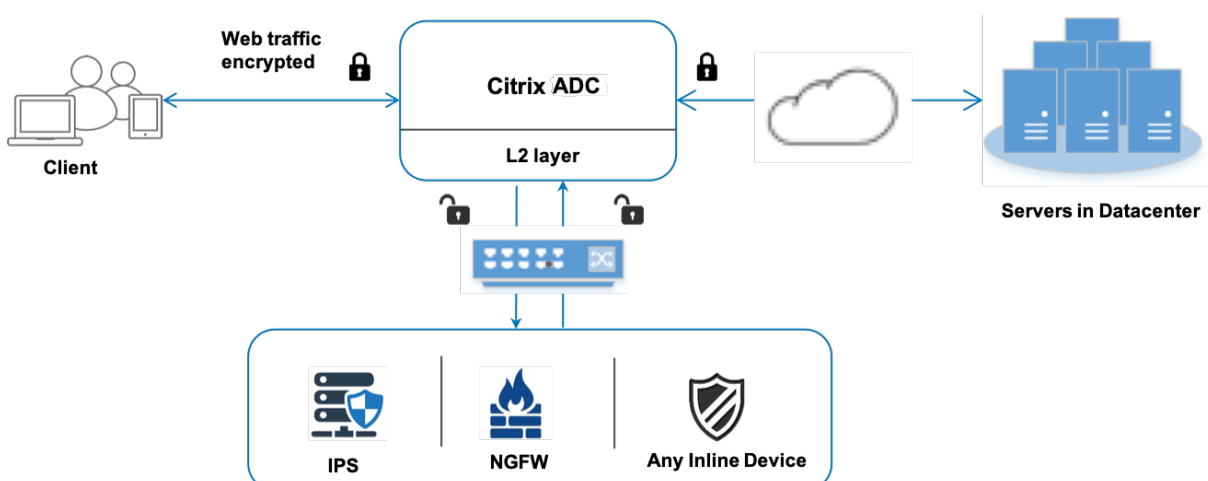 Web traffic
encrypted
Citrix ADC
L2 layer
Client
Servers in Datacenter
IPS
NGFW
Any Inline Device